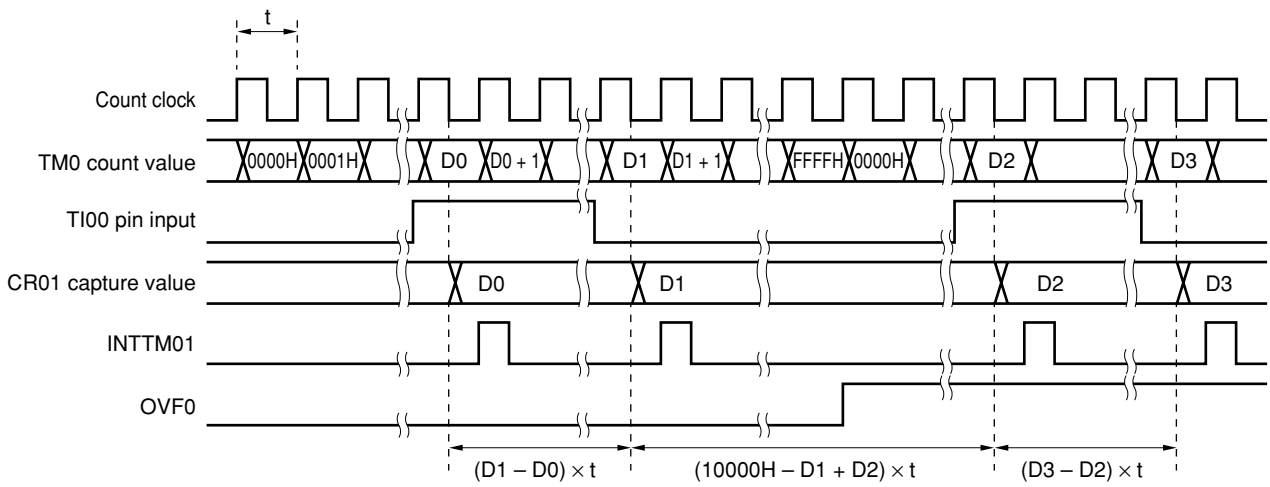 t
Count clock
TM0 count value 0000H 0001H D0 D0 + 1 D1 D1 + 1 FFFFH 0000H D2 D3
TI00 pin input
CR01 capture value D0 D1 D2 D3
INTTM01
OVF0
(D1 – D0) × t (10000H – D1 + D2) × t (D3 – D2) × t